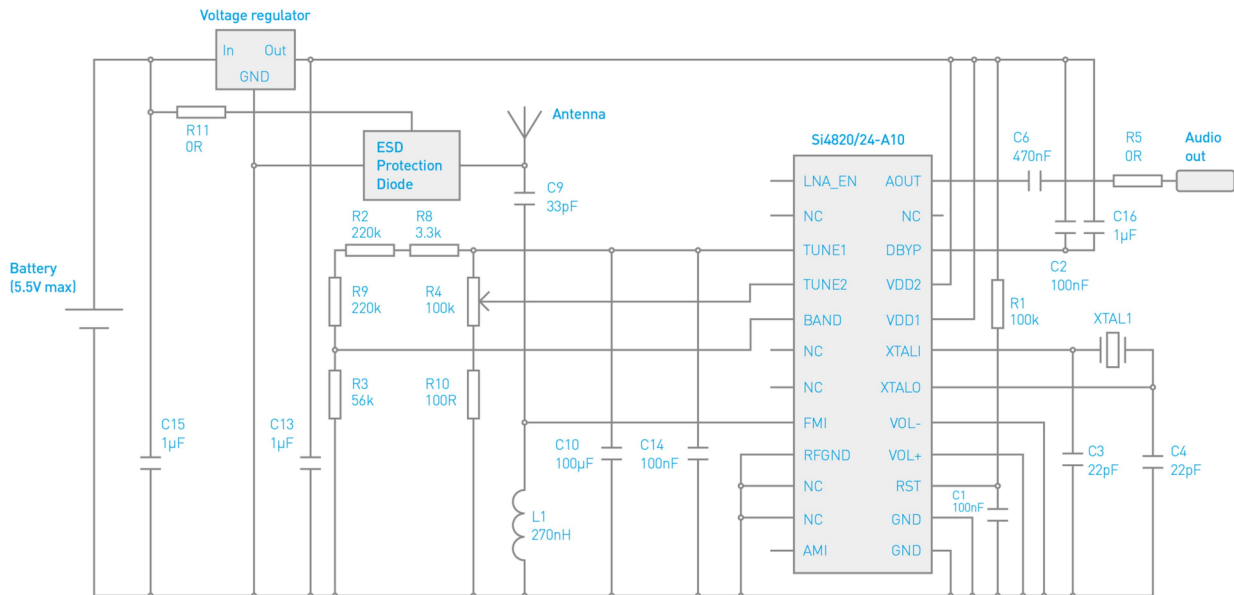 Voltage regulator
In Out
GND
R11
0R
ESD
Protection
Diode
Antenna
C9
33pF
Si4820/24-A10
C6
470nF
R5
0R
Audio
out
LNA_EN AOUT
NC NC
TUNE1 DBYP
TUNE2 VDD2
BAND VDD1
NC XTALI
NC XTALO
FMI VOL-
RFGND VOL+
NC RST
NC GND
AMI GND
C16
1µF
C2
100nF
R1
100k
XTAL1
R2
220k
R8
3.3k
Battery
(5.5V max)
R9
220k
R4
100k
R3
56k
R10
100R
C15
1µF
C13
1µF
C10
100µF
C14
100nF
L1
270nH
C1
100nF
C3
22pF
C4
22pF